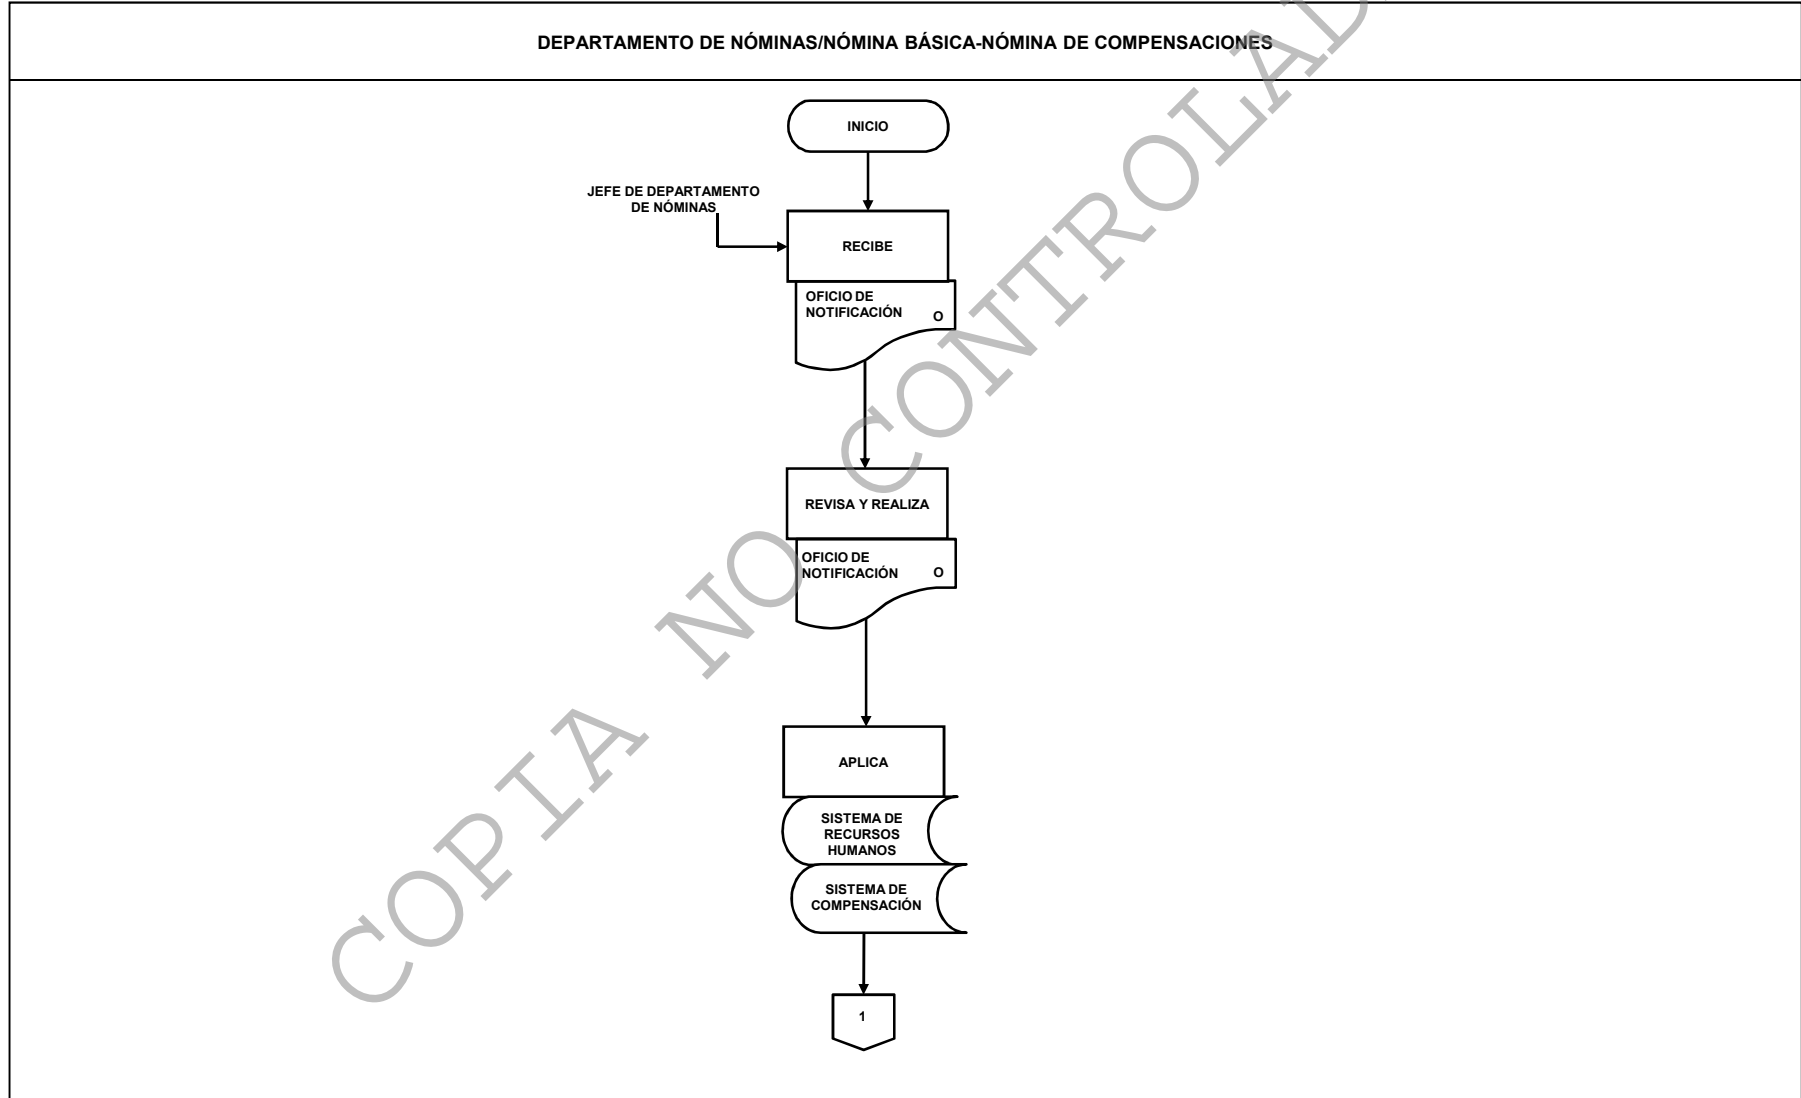 DEPARTAMENTO DE NÓMINAS/NÓMINA BÁSICA-NÓMINA DE COMPENSACIONES
INICIO
JEFE DE DEPARTAMENTO
DE NÓMINAS
RECIBE
OFICIO DE
NOTIFICACIÓN O
REVISA Y REALIZA
OFICIO DE
NOTIFICACIÓN O
APLICA
SISTEMA DE
RECURSOS
HUMANOS
SISTEMA DE
COMPENSACIÓN
1
COPIA NO CONTROLAD